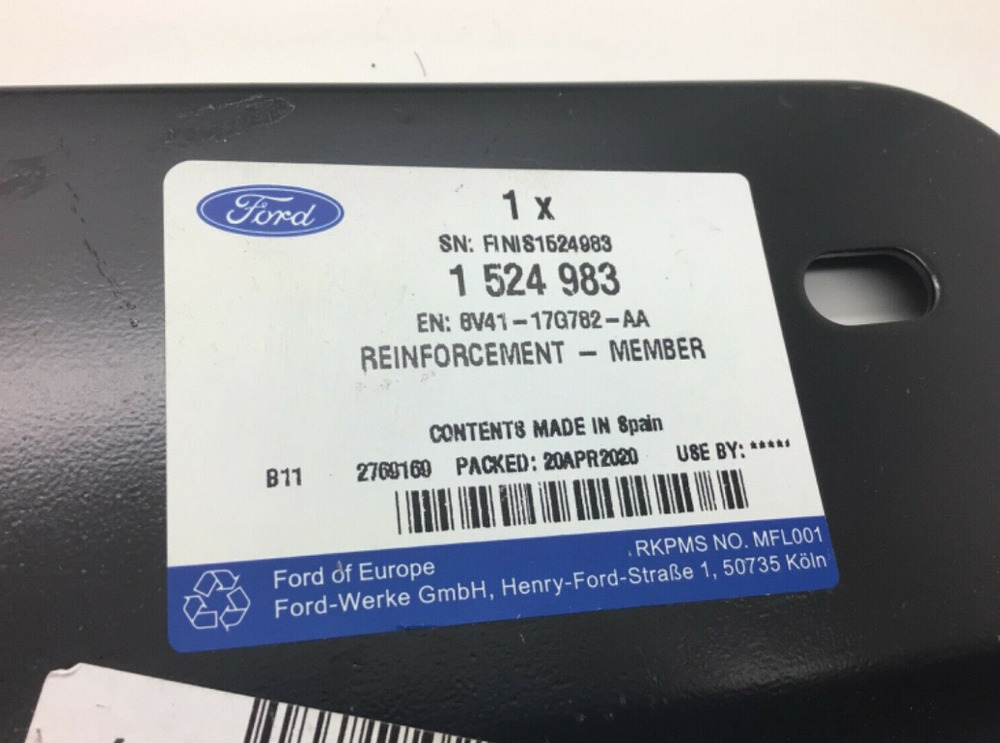 Ford
1 x
SN: FINIS1524983
1 524 983
EN: 8V41-17G782-AA
REINFORCEMENT - MEMBER
CONTENTS MADE IN Spain
B11 2769169 PACKED: 20APR2020 USE BY: *****
RKPMS NO. MFL001
Ford of Europe
Ford-Werke GmbH, Henry-Ford-Straße 1, 50735 Köln